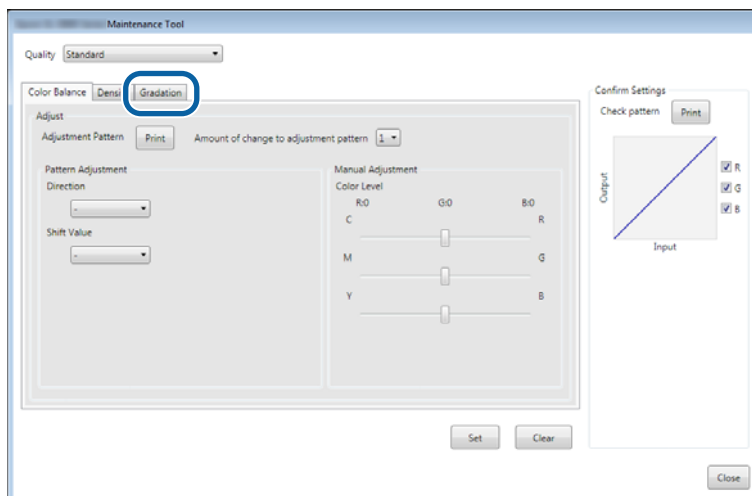 Maintenance Tool
Quality Standard
Color Balance Gradation
Adjust
Adjustment Pattern Print Amount of change to adjustment pattern 1
Pattern Adjustment
Direction
-
Shift Value
-
Manual Adjustment
Color Level
R:0 G:0 B:0
C R
M G
Y B
Set Clear
Confirm Settings
Check pattern Print
Output
R
G
B
Input
Close